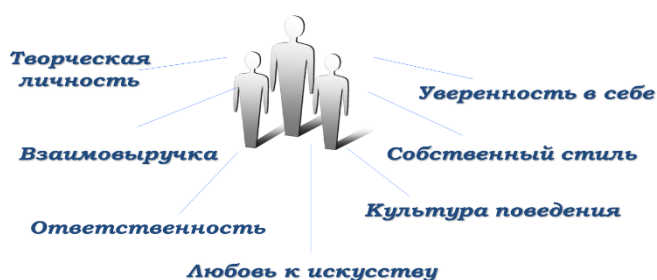 Творческая
личность
Уверенность в себе
Взаимовыручка
Собственный стиль
Культура поведения
Ответственность
Любовь к искусству